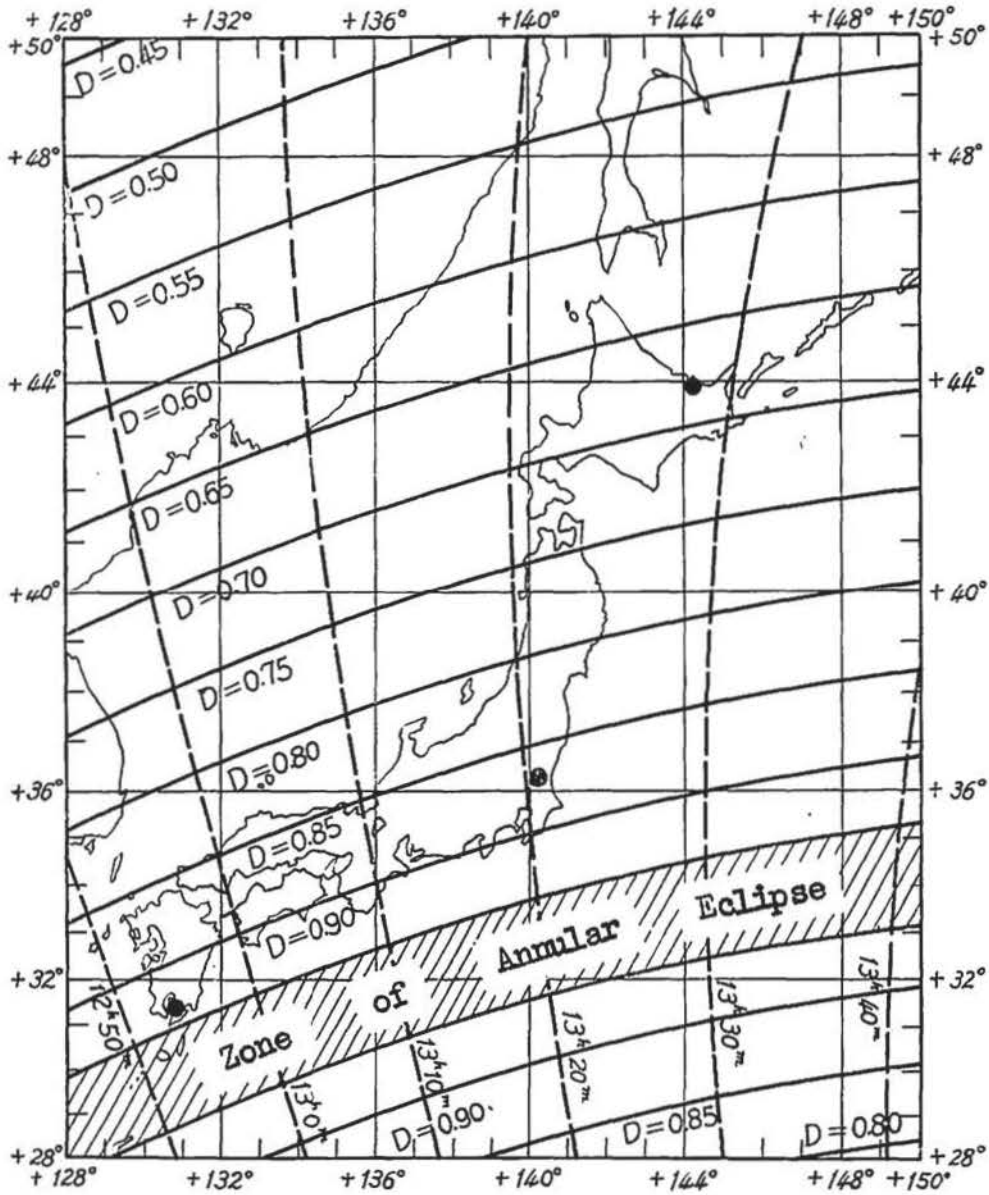 +128° +132° +136° +140° +144° +148° +150°
+50° +50°
D=0.45
+48° +48°
D=0.50
D=0.55
+44° +44°
D=0.60
D=0.65
+40° +40°
D=0.70
D=0.75
D=0.80
+36° +36°
D=0.85
D=0.90
Zone of Anmular Eclipse
+32° +32°
12h50m
13h0m
13h10m
13h20m
13h30m
13h40m
D=0.90
D=0.85
D=0.80
+28° +28°
+128° +132° +136° +140° +144° +148° +150°